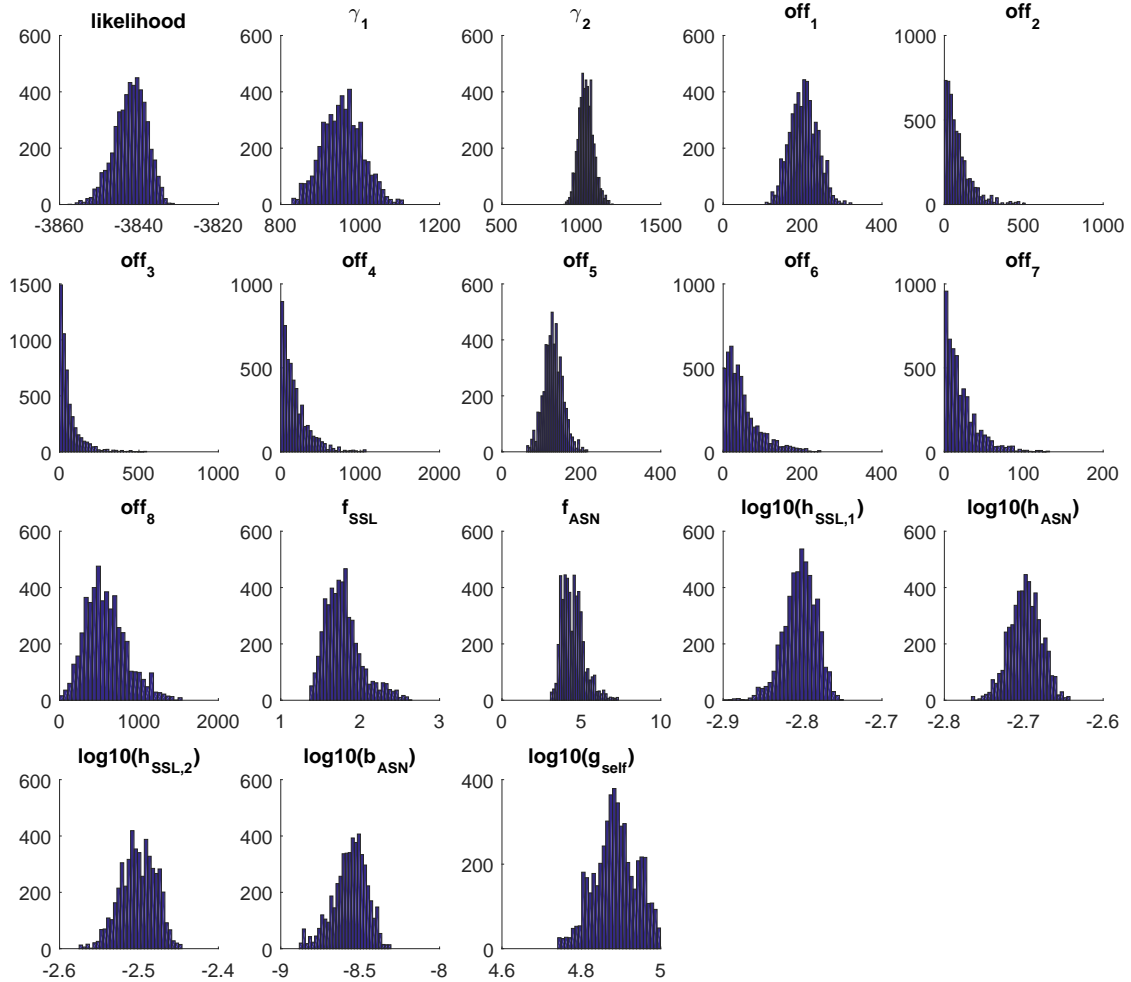 likelihood
γ1
γ2
off1
off2
600
400
200
0
-3860 -3840 -3820
600
400
200
0
800 1000 1200
600
400
200
0
500 1000 1500
600
400
200
0
0 200 400
1000
500
0
0 500 1000
off3
off4
off5
off6
off7
1500
1000
500
0
0 500 1000
1000
500
0
0 1000 2000
600
400
200
0
0 200 400
1000
500
0
0 200 400
1000
500
0
0 100 200
off8
fSSL
fASN
log10(hSSL,1)
log10(hASN)
600
400
200
0
0 1000 2000
600
400
200
0
1 2 3
600
400
200
0
0 5 10
600
400
200
0
-2.9 -2.8 -2.7
600
400
200
0
-2.8 -2.7 -2.6
log10(hSSL,2)
log10(bASN)
log10(gself)
600
400
200
0
-2.6 -2.5 -2.4
600
400
200
0
-9 -8.5 -8
400
200
0
4.6 4.8 5